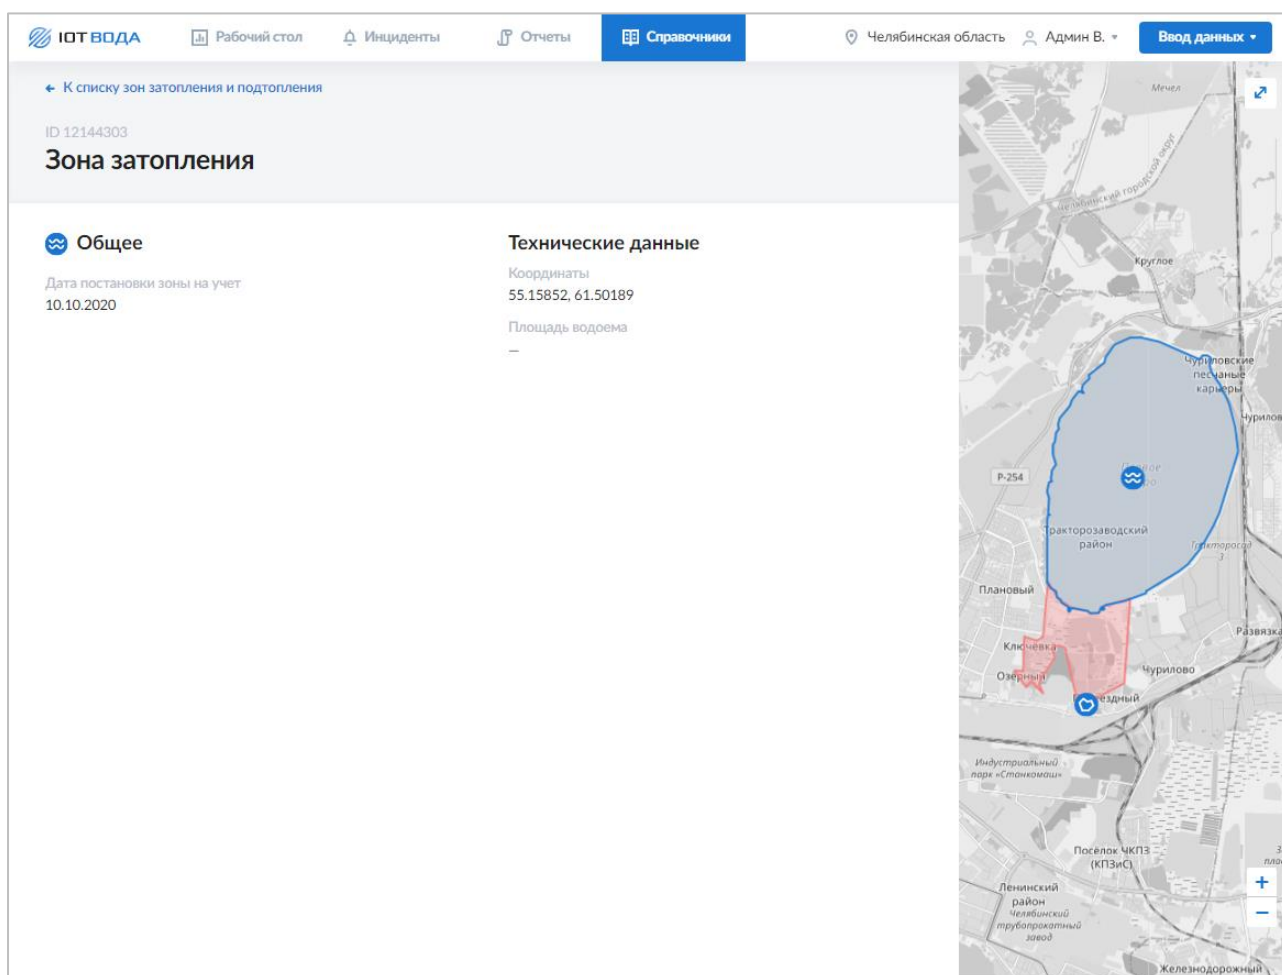 IOT ВОДА
Рабочий стол
Инциденты
Отчеты
Справочники
Челябинская область
Админ В.
Ввод данных
К списку зон затопления и подтопления
ID 12144303
Зона затопления
Общее
Дата постановки зоны на учет
10.10.2020
Технические данные
Координаты
55.15852, 61.50189
Площадь водоема
—
Мечел
Челябинский городской округ
Круглое
Чуриловские
песчаные
карьеры
P-254
Тракторозаводский
район
Плановый
Ключевка
Развязка
Чурилово
Индустриальный
парк «Станкомаш»
Посёлок ЧКПЗ
(КПЗиС)
+
−
Ленинский
район
Челябинский
трубопрокатный
завод
Железнодорожный